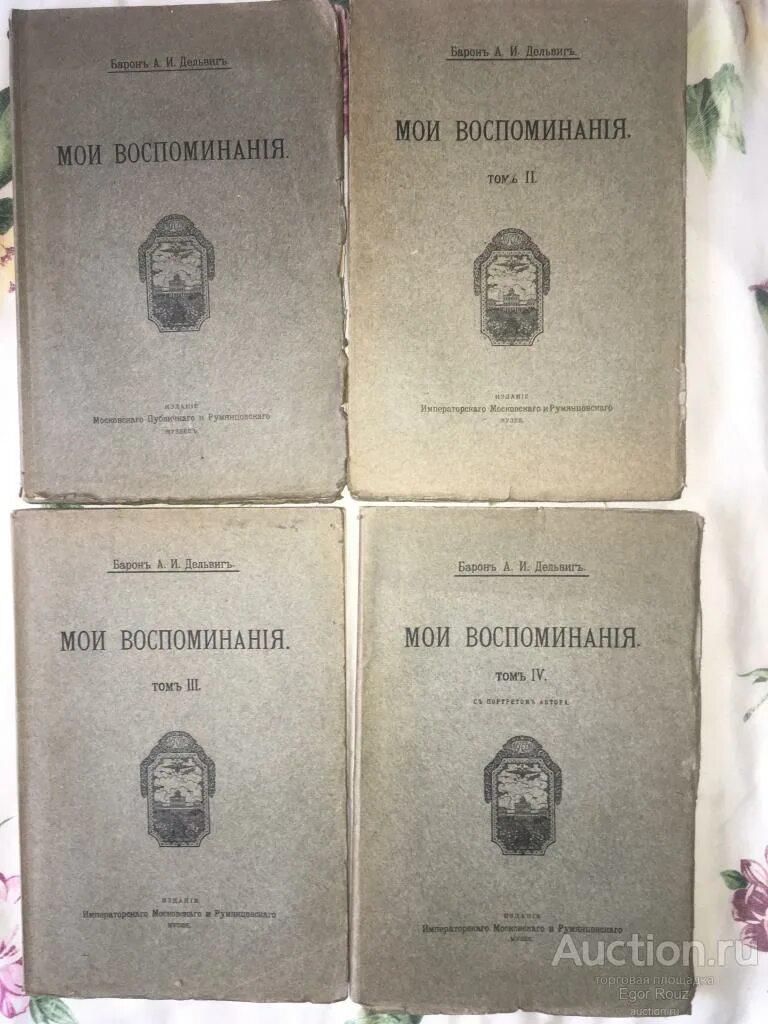 Баронъ А. И. Дельвигъ.
МОИ ВОСПОМИНАНІЯ.
ИЗДАНІЕ
Московскаго Публичнаго и Румянцовскаго
МУЗЕЕВЪ.
Баронъ А. И. Дельвигъ.
МОИ ВОСПОМИНАНІЯ.
ТОМЪ II.
ИЗДАНІЕ
Императорскаго Московскаго и Румянцовскаго
МУЗЕЯ.
Баронъ А. И. Дельвигъ.
МОИ ВОСПОМИНАНІЯ.
ТОМЪ III.
ИЗДАНІЕ
Императорскаго Московскаго и Румянцовскаго
МУЗЕЯ.
Баронъ А. И. Дельвигъ.
МОИ ВОСПОМИНАНІЯ.
ТОМЪ IV.
СЪ ПОРТРЕТОМЪ АВТОРА.
ИЗДАНІЕ
Императорскаго Московскаго и Румянцовскаго
МУЗЕЯ.
Auction.ru
торговая площадка
Egor Rouz
auction.ru